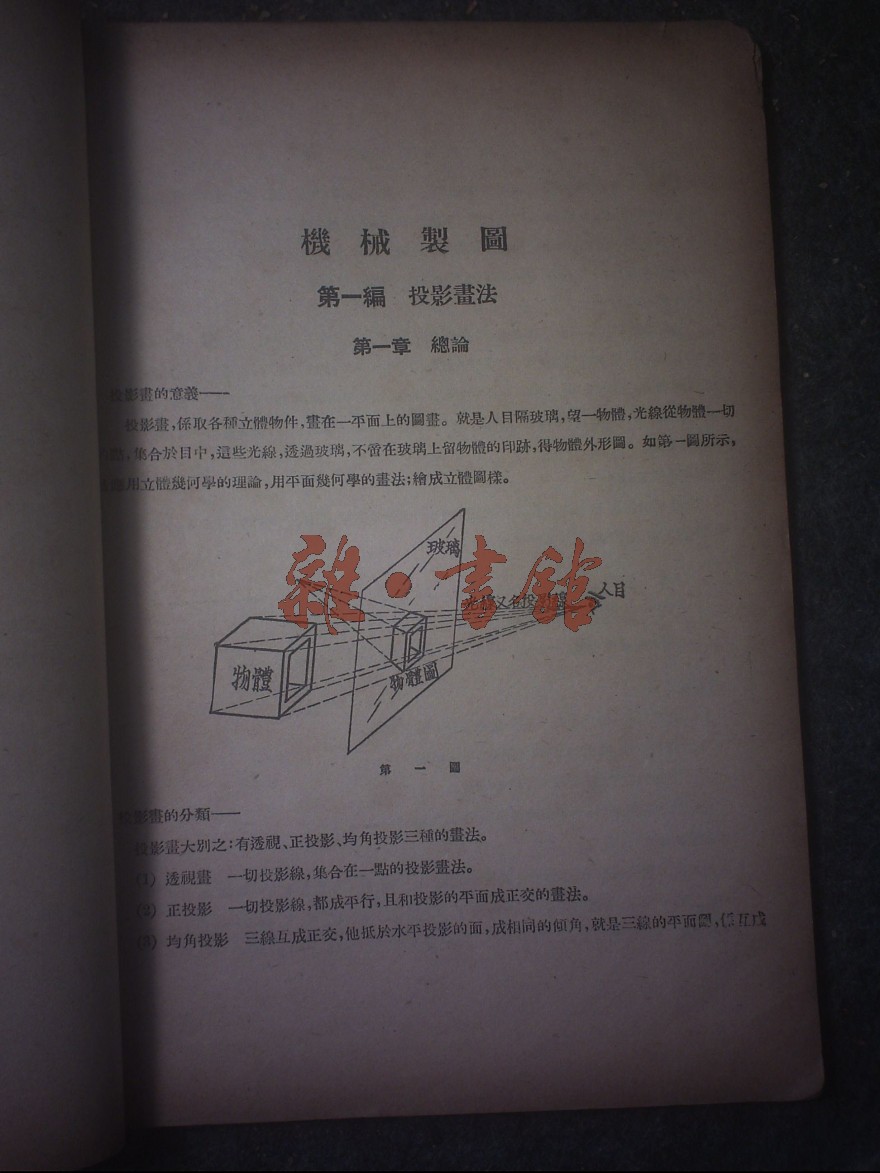 機械製圖
第一編 投影畫法
第一章 總論
投影畫的意義——
投影畫,係取各種立體物件,畫在一平面上的圖畫。就是人目隔玻璃,望一物體,光線從物體一切
點,集合於目中,這些光線,透過玻璃,不啻在玻璃上留物體的印跡,得物體外形圖。如第一圖所示,
用立體幾何學的理論,用平面幾何學的畫法;繪成立體圖樣。
玻璃
雜·書館
光線又名投
人目
物體
物體圖
第一圖
投影畫的分類——
投影畫大別之:有透視、正投影、均角投影三種的畫法。
(1) 透視畫 一切投影線,集合在一點的投影畫法。
(2) 正投影 一切投影線,都成平行,且和投影的平面成正交的畫法。
(3) 均角投影 三線互成正交,他抵於水平投影的面,成相同的傾角,就是三線的平面圖,係互成